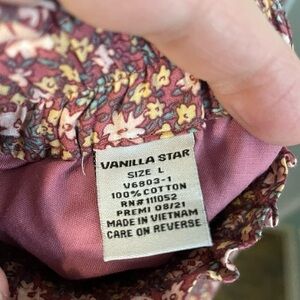 VANILLA STAR
SIZE L
V6803-1
100% COTTON
RN# 111052
PREMI 08/21
MADE IN VIETNAM
CARE ON REVERSE